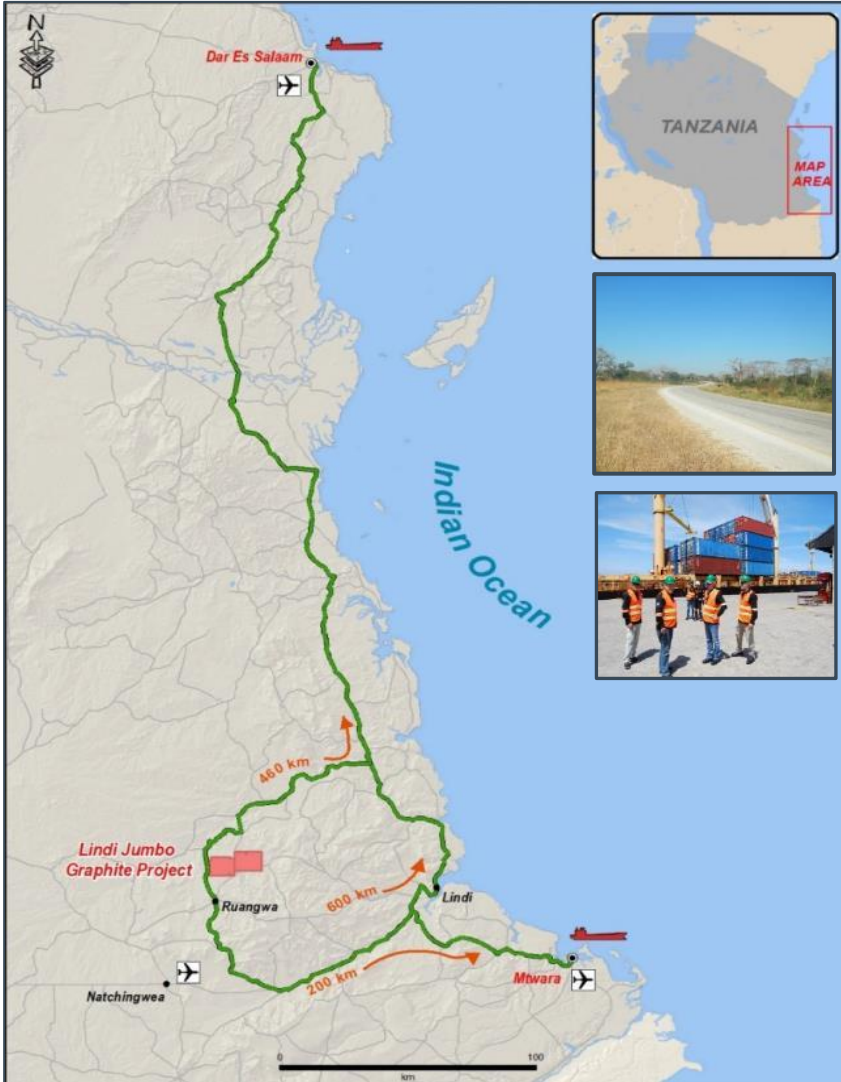 N
Dar Es Salaam
TANZANIA
MAP
AREA
Indian Ocean
460 km
Lindi Jumbo
Graphite Project
600 km
Lindi
Ruangwa
200 km
Mtwara
Natchingwea
0 100
km